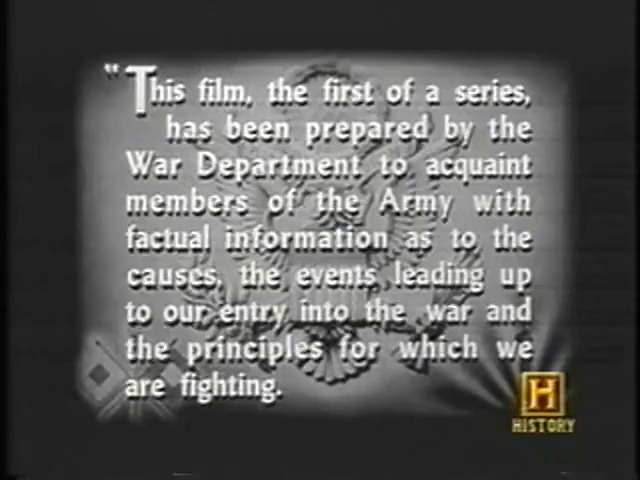 "This film, the first of a series,
has been prepared by the
War Department to acquaint
members of the Army with
factual information as to the
causes, the events leading up
to our entry into the war and
the principles for which we
are fighting.
H
HISTORY